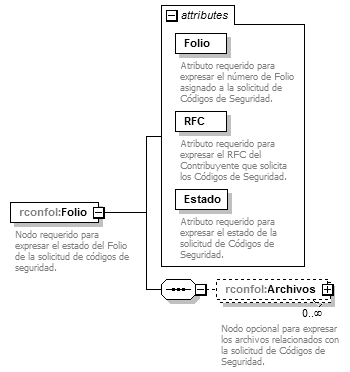 attributes
Folio
Atributo requerido para
expresar el número de Folio
asignado a la solicitud de
Códigos de Seguridad.
RFC
Atributo requerido para
expresar el RFC del
Contribuyente que solicita
los Códigos de Seguridad.
Estado
Atributo requerido para
expresar el estado de la
solicitud de Códigos de
Seguridad.
rconfol:Folio
Nodo requerido para
expresar el estado del Folio
de la solicitud de códigos de
seguridad.
rconfol:Archivos
0..∞
Nodo opcional para expresar
los archivos relacionados con
la solicitud de Códigos de
Seguridad.